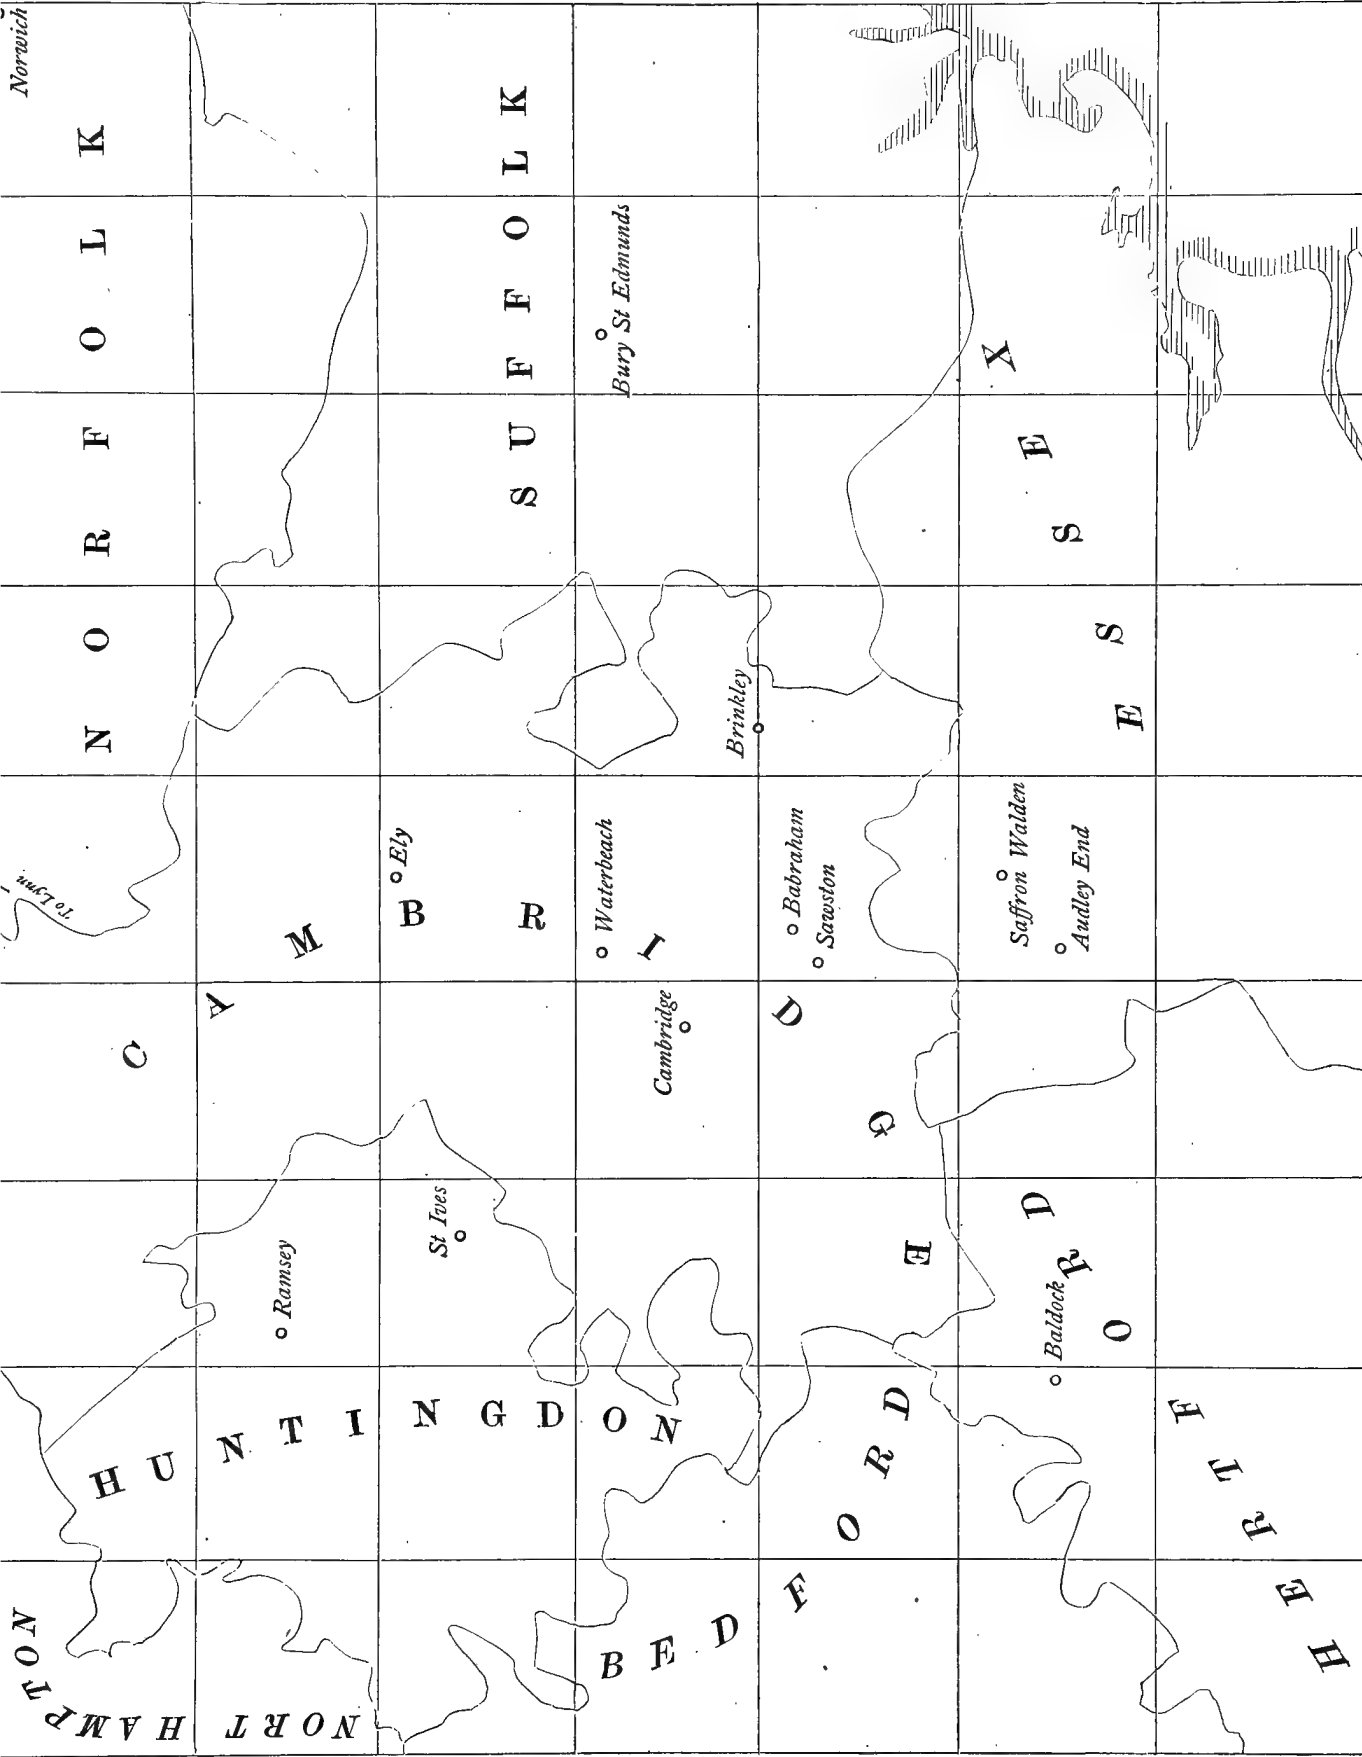 Norwich
NORFOLK
SUFFOLK
Bury St Edmunds
ESSEX
Brinkley
To Lynn
Ely
Waterbeach
Babraham
Sawston
Saffron Walden
Audley End
CAMBRIDGE
Cambridge
Ramsey
St Ives
Baldock
HUNTINGDON
BEDFORD
HERTFORD
NORTHAMPTON